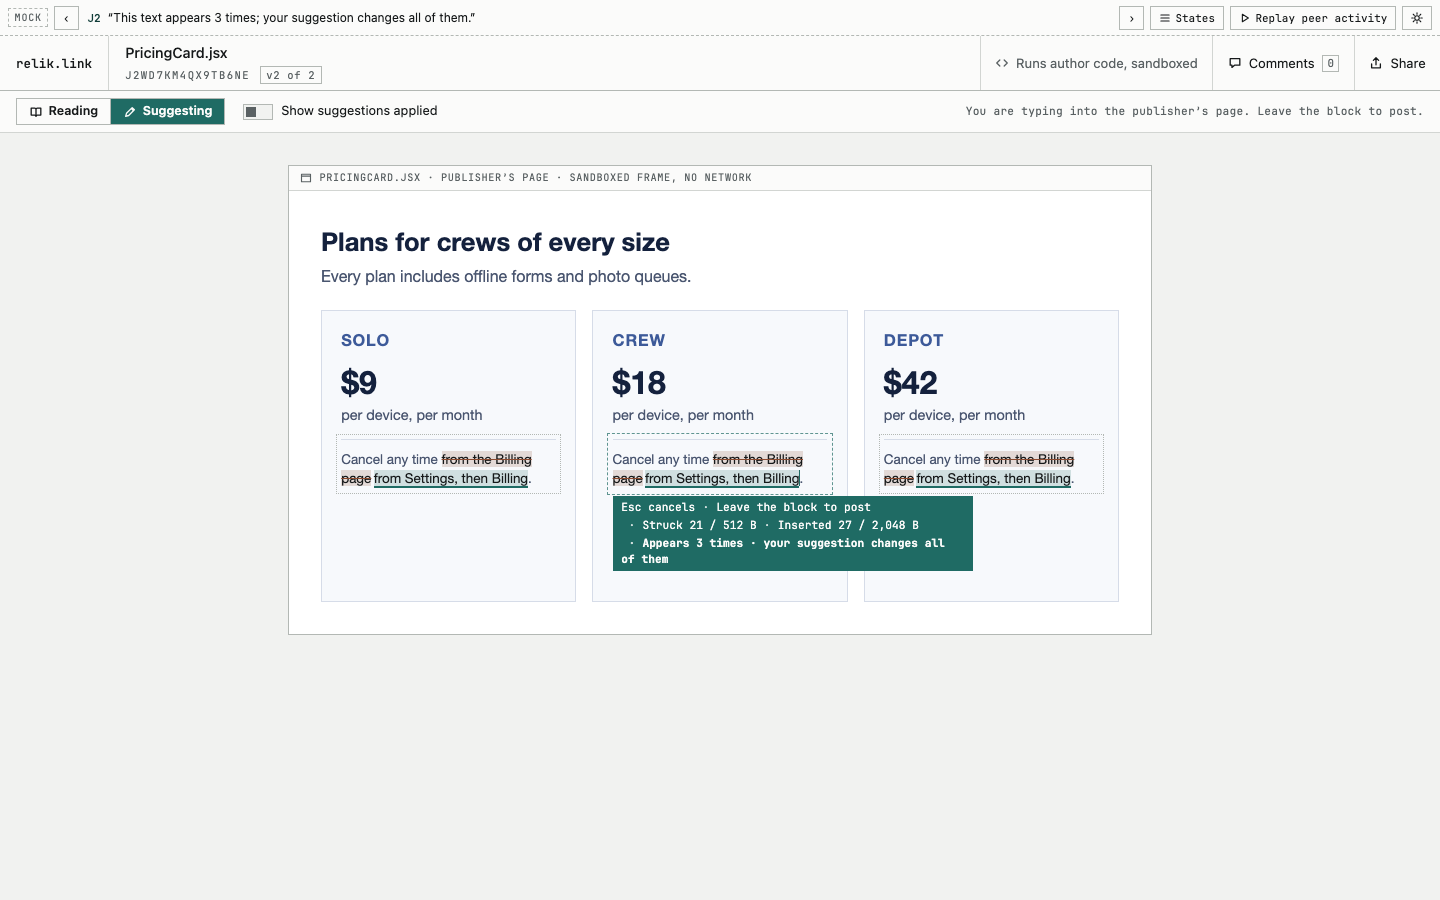 MOCK ‹ J2 “This text appears 3 times; your suggestion changes all of them.” › States Replay peer activity
relik.link
PricingCard.jsx
J2WD7KM4QX9TB6NE v2 of 2
Runs author code, sandboxed Comments 0 Share
Reading Suggesting Show suggestions applied You are typing into the publisher’s page. Leave the block to post.
PRICINGCARD.JSX · PUBLISHER’S PAGE · SANDBOXED FRAME, NO NETWORK
Plans for crews of every size
Every plan includes offline forms and photo queues.
SOLO
$9
per device, per month
Cancel any time from the Billing
page from Settings, then Billing.
CREW
$18
per device, per month
Cancel any time from the Billing
page from Settings, then Billing.
Esc cancels · Leave the block to post
· Struck 21 / 512 B · Inserted 27 / 2,048 B
· Appears 3 times · your suggestion changes all
of them
DEPOT
$42
per device, per month
Cancel any time from the Billing
page from Settings, then Billing.